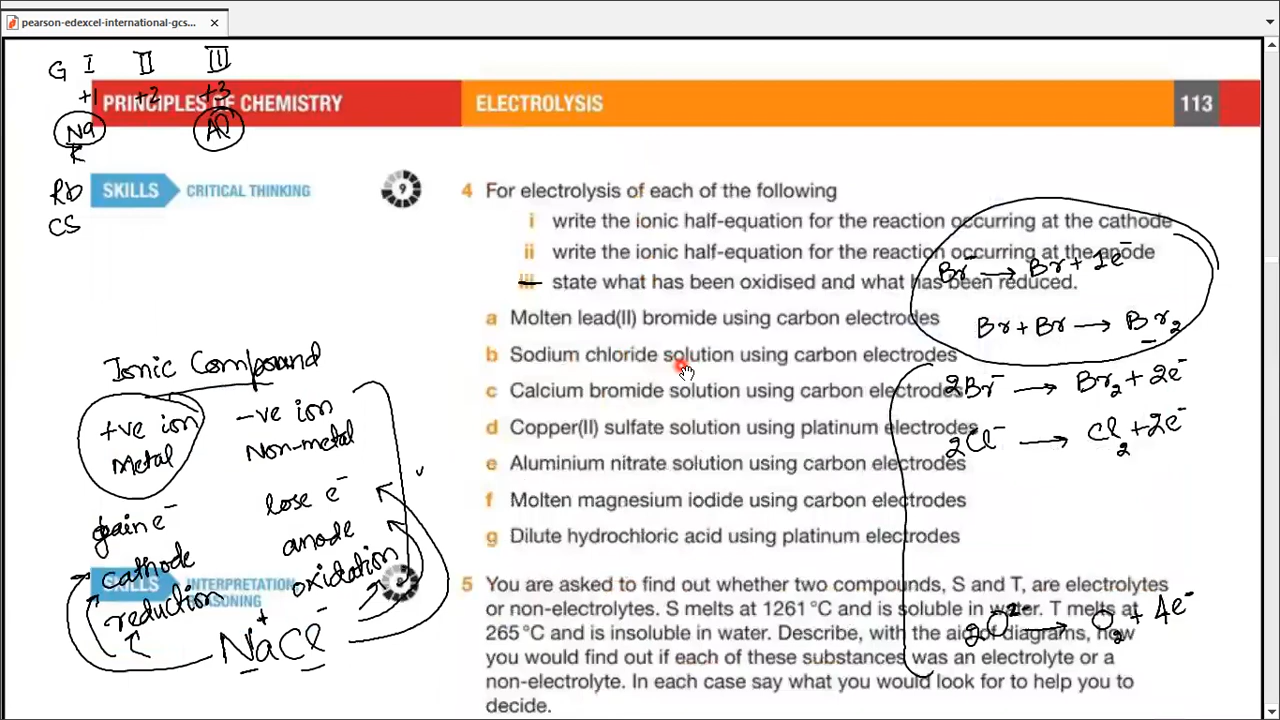 pearson-edexcel-international-gcs...
G I II III
+1 +2 +3
Na Al
K
Rb
CS
PRINCIPLES OF CHEMISTRY ELECTROLYSIS 113
SKILLS CRITICAL THINKING 9
4 For electrolysis of each of the following
i write the ionic half-equation for the reaction occurring at the cathode
ii write the ionic half-equation for the reaction occurring at the anode
iii state what has been oxidised and what has been reduced.
a Molten lead(II) bromide using carbon electrodes
b Sodium chloride solution using carbon electrodes
c Calcium bromide solution using carbon electrodes
d Copper(II) sulfate solution using platinum electrodes
e Aluminium nitrate solution using carbon electrodes
f Molten magnesium iodide using carbon electrodes
g Dilute hydrochloric acid using platinum electrodes
Br⁻ → Br + 1e⁻
Br + Br → Br₂
2Br⁻ → Br₂ + 2e⁻
2Cl⁻ → Cl₂ + 2e⁻
2O²⁻ → O₂ + 4e⁻
Ionic Compound
+ve ion -ve ion
Metal Non-metal
gain e⁻ lose e⁻
cathode anode
reduction oxidation
Na⁺Cl⁻
SKILLS INTERPRETATION
REASONING
5 You are asked to find out whether two compounds, S and T, are electrolytes
or non-electrolytes. S melts at 1261 °C and is soluble in water. T melts at
265 °C and is insoluble in water. Describe, with the aid of diagrams, how
you would find out if each of these substances was an electrolyte or a
non-electrolyte. In each case say what you would look for to help you to
decide.